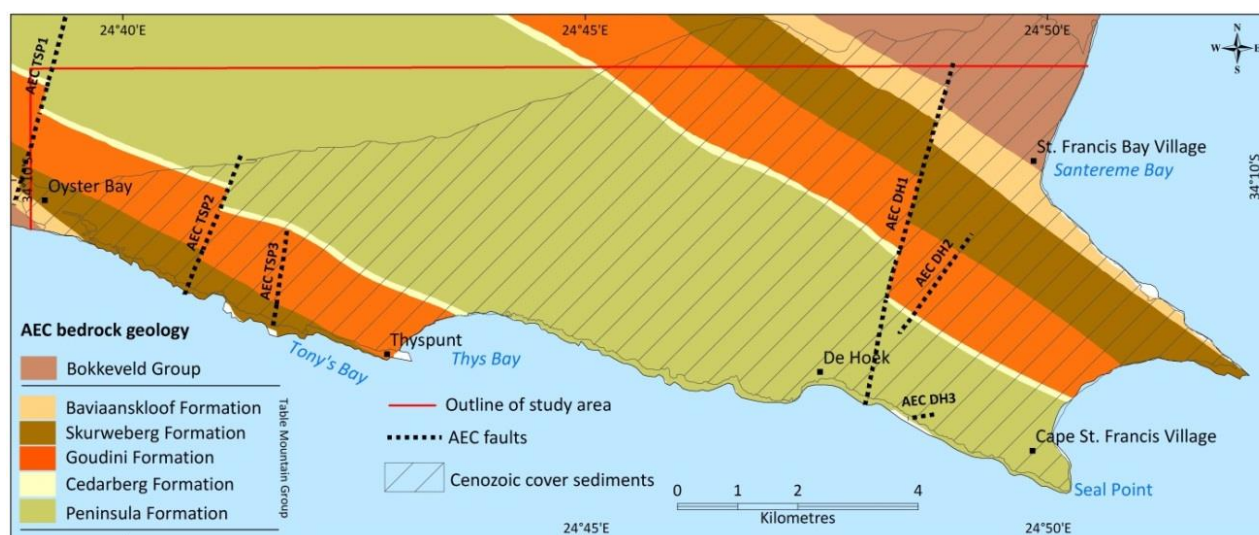 24°40'E
24°45'E
24°50'E
N
W E
S
AEC TSP1
34°10'S
Oyster Bay
AEC TSP2
AEC TSP3
AEC DH1
AEC DH2
St. Francis Bay Village
Santereme Bay
34°10'S
AEC bedrock geology
Bokkeveld Group
Baviaanskloof Formation
Skurweberg Formation
Goudini Formation
Cedarberg Formation
Peninsula Formation
Table Mountain Group
Thyspunt
Tony's Bay
Thys Bay
De Hoek
AEC DH3
Outline of study area
AEC faults
Cenozoic cover sediments
Cape St. Francis Village
Seal Point
0 1 2 4
Kilometres
24°45'E
24°50'E